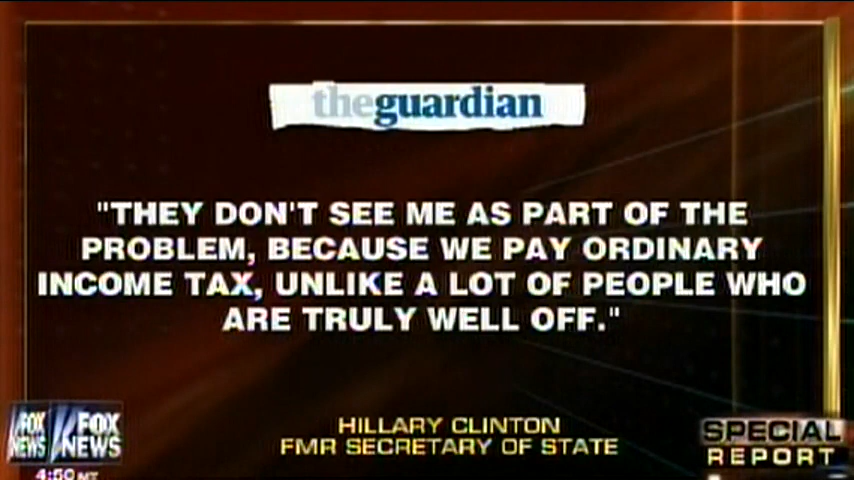 theguardian
"THEY DON'T SEE ME AS PART OF THE
PROBLEM, BECAUSE WE PAY ORDINARY
INCOME TAX, UNLIKE A LOT OF PEOPLE WHO
ARE TRULY WELL OFF."
HILLARY CLINTON
FMR SECRETARY OF STATE
FOX NEWS
FOX NEWS
4:50 MT
SPECIAL
REPORT